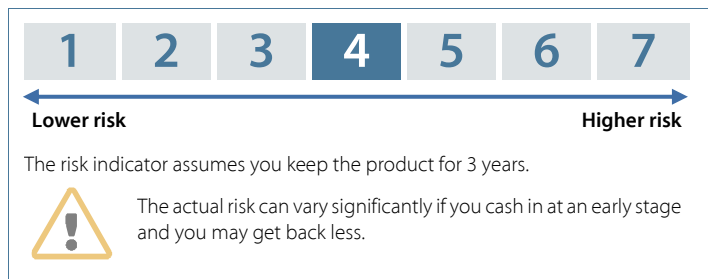 1 2 3 4 5 6 7
Lower risk Higher risk
The risk indicator assumes you keep the product for 3 years.
The actual risk can vary significantly if you cash in at an early stage
and you may get back less.